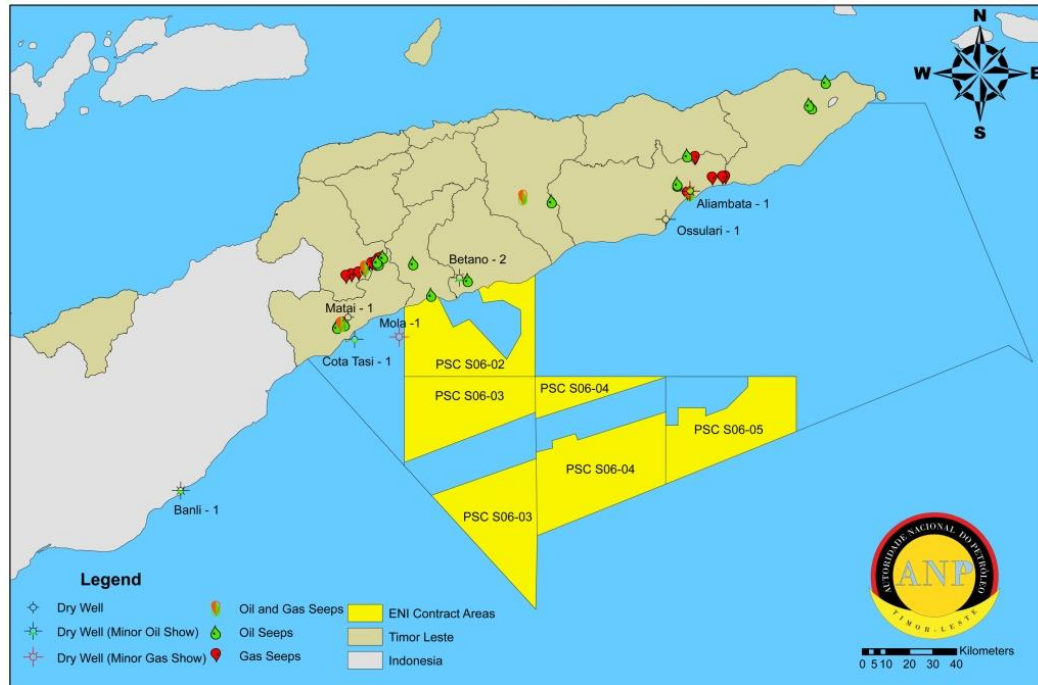 N
W E
S
Aliambata - 1
Ossulari - 1
Betano - 2
Matai - 1
Mola -1
Cota Tasi - 1
PSC S06-02
PSC S06-03
PSC S06-04
PSC S06-05
PSC S06-04
PSC S06-03
Banli - 1
Legend
Dry Well
Dry Well (Minor Oil Show)
Dry Well (Minor Gas Show)
Oil and Gas Seeps
Oil Seeps
Gas Seeps
ENI Contract Areas
Timor Leste
Indonesia
AUTORIDADE NACIONAL DO PETRÓLEO
ANP
TIMOR-LESTE
Kilometers
0 5 10 20 30 40